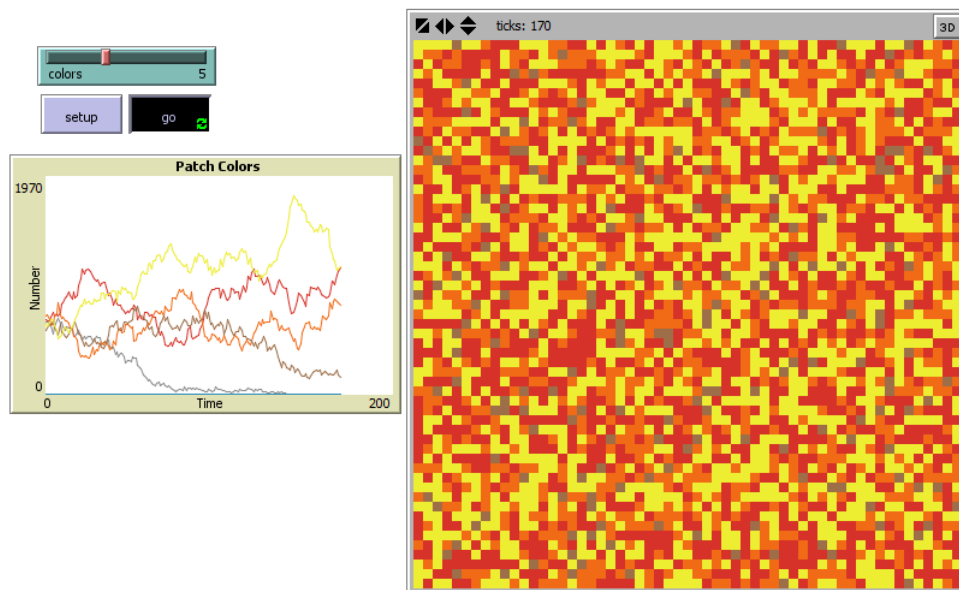 ticks: 170
3D
colors 5
setup
go
Patch Colors
1970
Number
0
0 Time 200